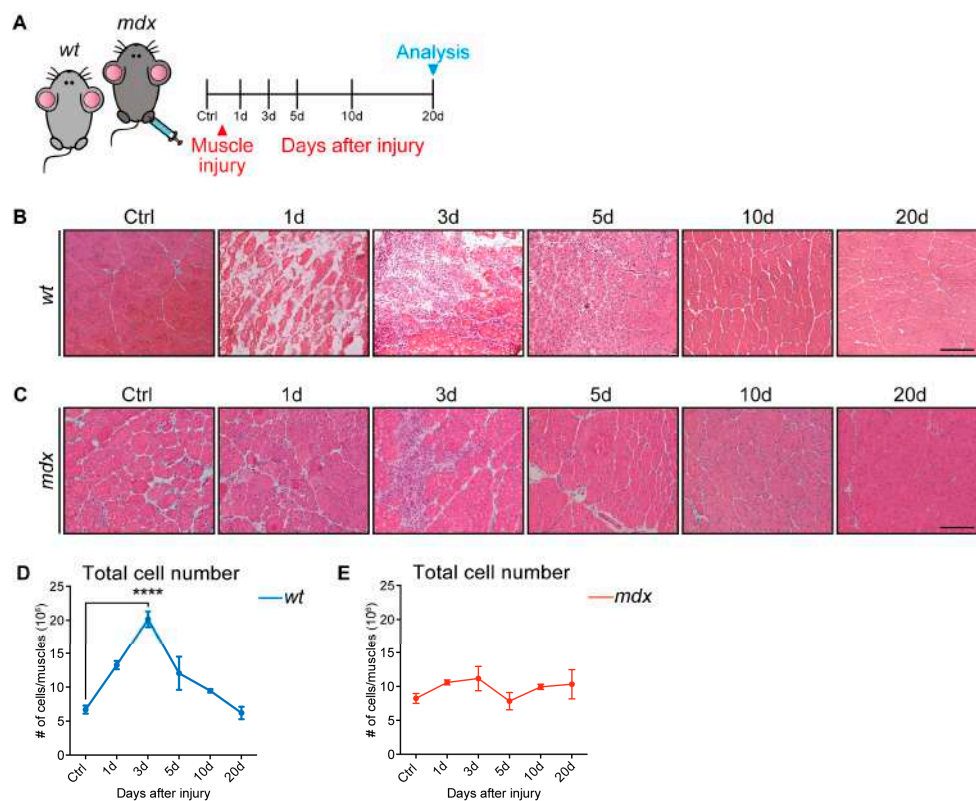 A
wt
mdx
Analysis
Ctrl 1d 3d 5d 10d 20d
Muscle injury
Days after injury
B
Ctrl 1d 3d 5d 10d 20d
wt
C
Ctrl 1d 3d 5d 10d 20d
mdx
D
Total cell number
****
wt
# of cells/muscles (10⁶)
25
20
15
10
5
0
Ctrl 1d 3d 5d 10d 20d
Days after injury
E
Total cell number
mdx
# of cells/muscles (10⁶)
25
20
15
10
5
0
Ctrl 1d 3d 5d 10d 20d
Days after injury